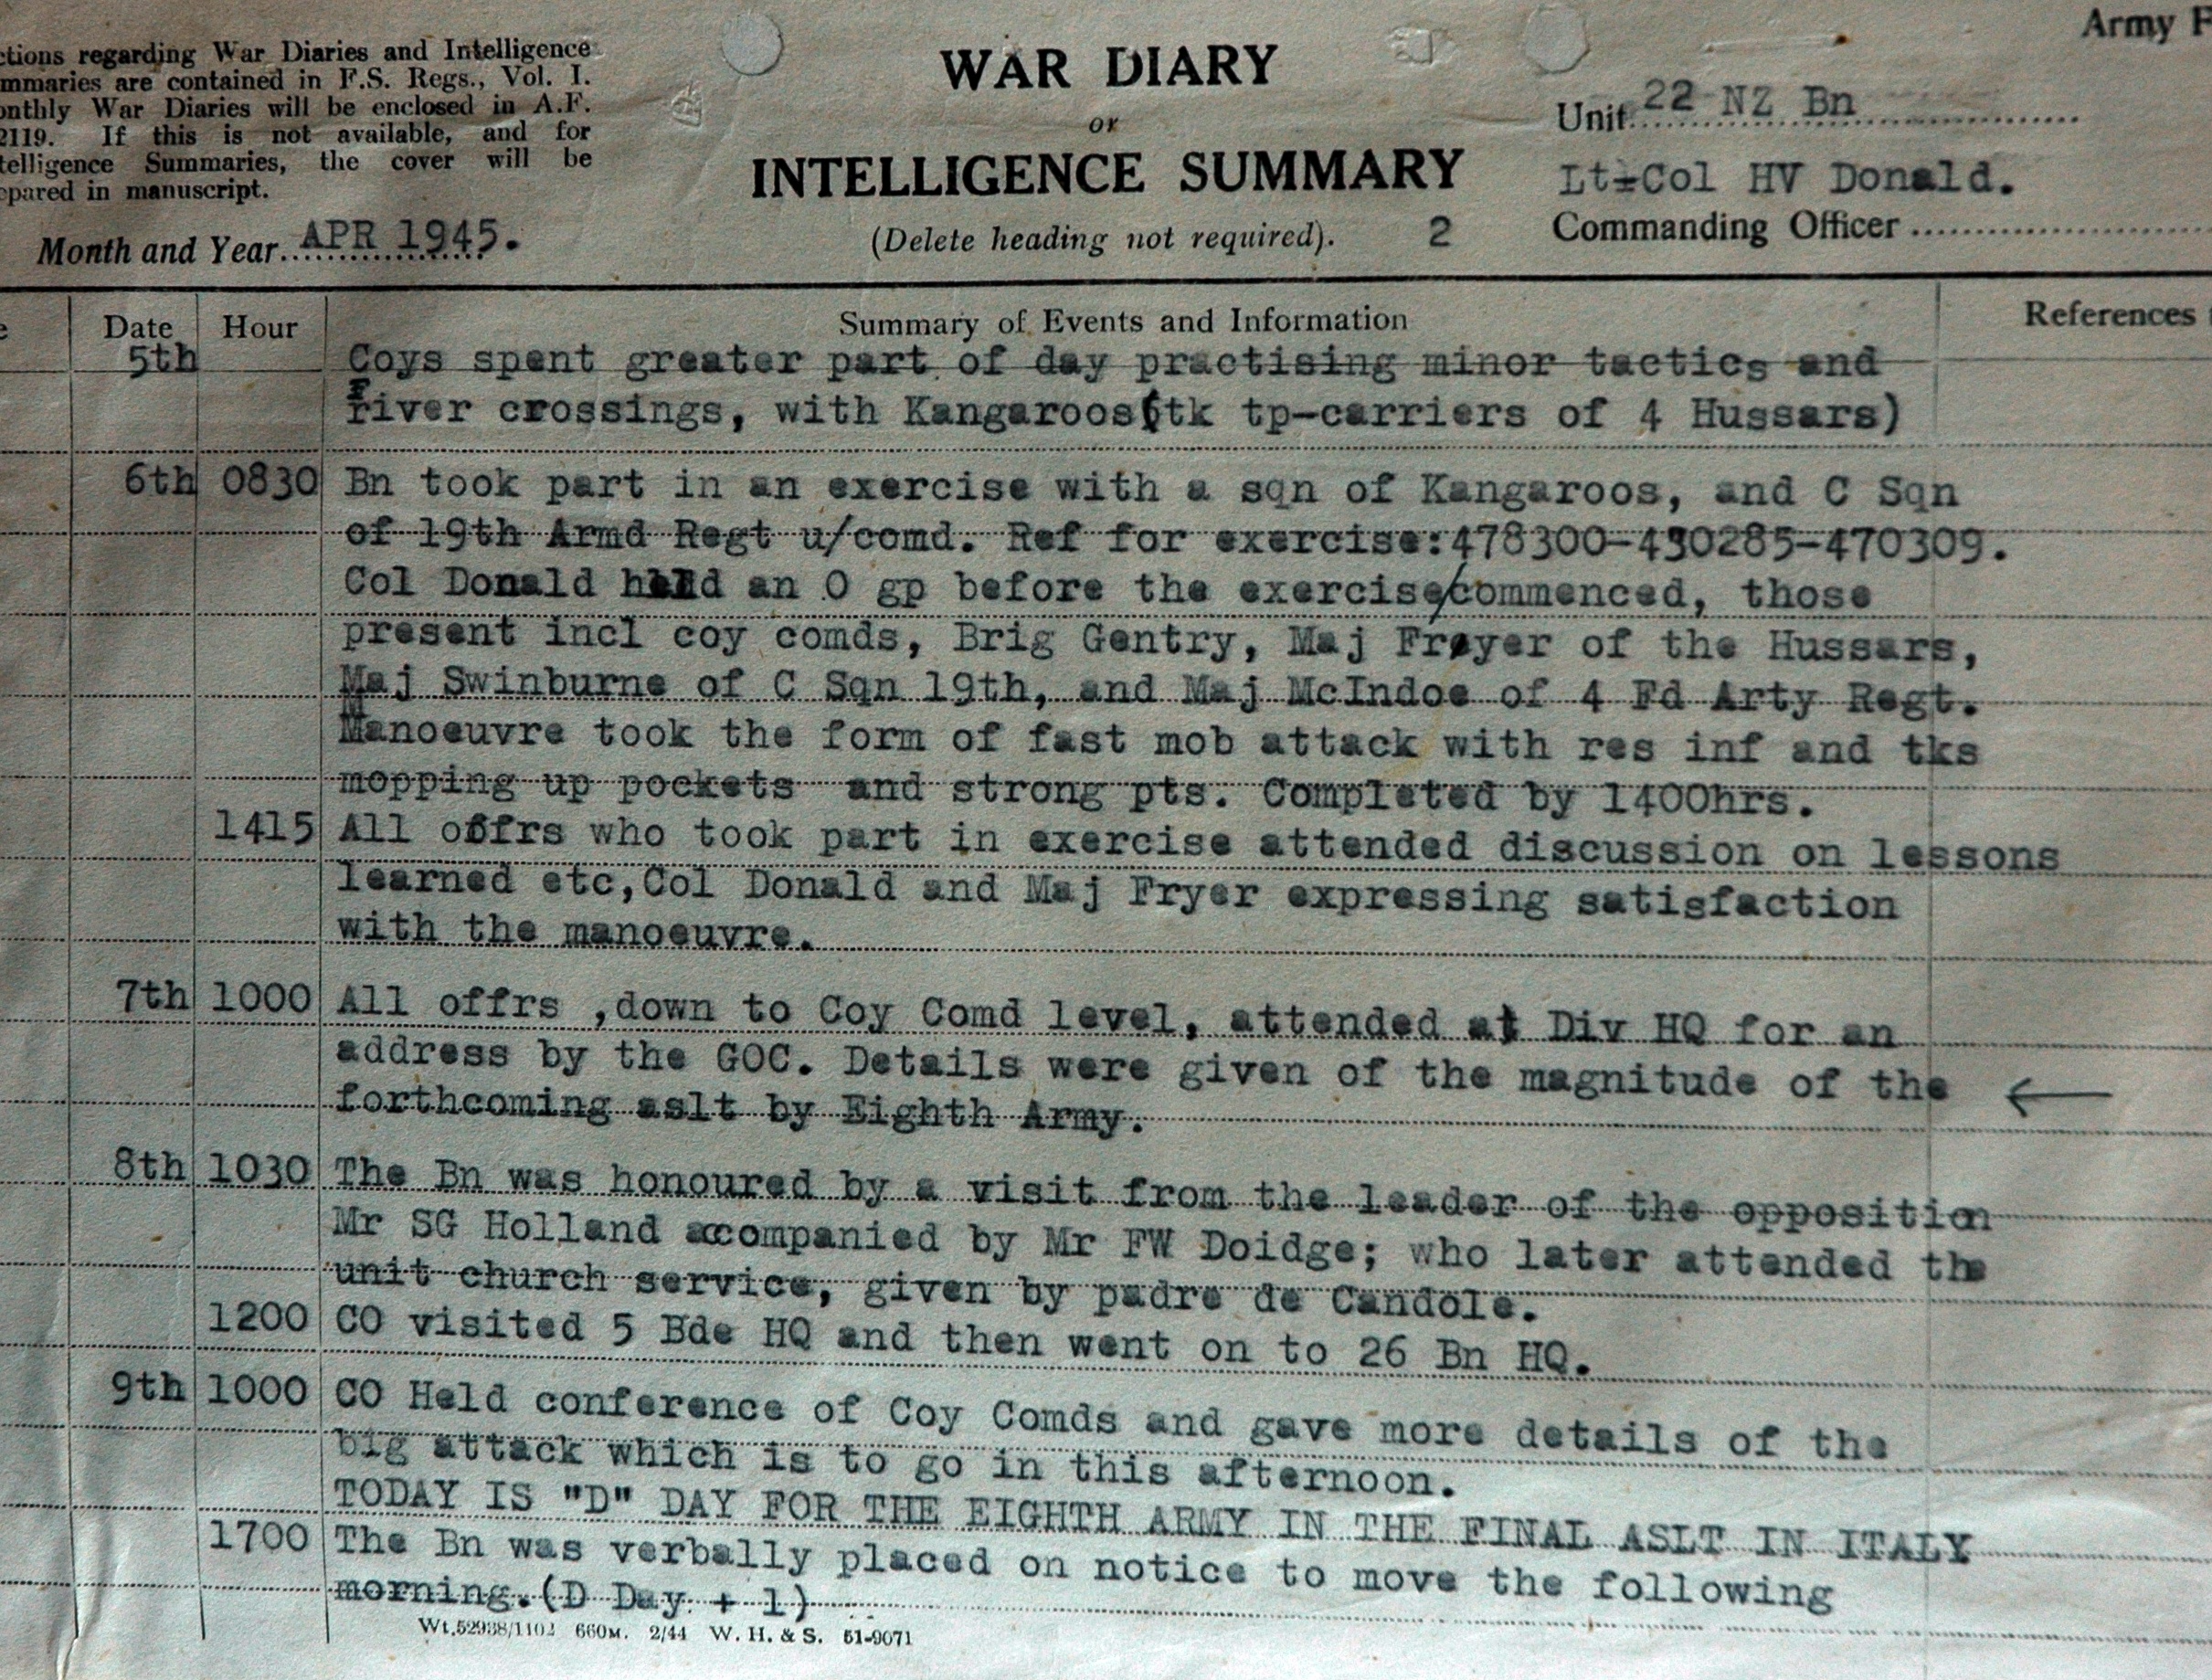 Army F
ctions regarding War Diaries and Intelligence
mmaries are contained in F.S. Regs., Vol. I.
onthly War Diaries will be enclosed in A.F.
2119. If this is not available, and for
telligence Summaries, the cover will be
epared in manuscript.
Month and Year APR 1945.
WAR DIARY
or
INTELLIGENCE SUMMARY
(Delete heading not required). 2
Unit 22 NZ Bn
Lt-Col HV Donald.
Commanding Officer
e Date Hour Summary of Events and Information References
5th Coys spent greater part of day practising minor tactics and
river crossings, with Kangaroos(tk tp-carriers of 4 Hussars)
6th 0830 Bn took part in an exercise with a sqn of Kangaroos, and C Sqn
of 19th Armd Regt u/comd. Ref for exercise:478300-490285-470309.
Col Donald held an O gp before the exercise/commenced, those
present incl coy comds, Brig Gentry, Maj Fryer of the Hussars,
Maj Swinburne of C Sqn 19th, and Maj McIndoe of 4 Fd Arty Regt.
Manoeuvre took the form of fast mob attack with res inf and tks
mopping up pockets and strong pts. Completed by 1400hrs.
1415 All offrs who took part in exercise attended discussion on lessons
learned etc,Col Donald and Maj Fryer expressing satisfaction
with the manoeuvre.
7th 1000 All offrs ,down to Coy Comd level, attended at Div HQ for an
address by the GOC. Details were given of the magnitude of the
forthcoming aslt by Eighth Army.
8th 1030 The Bn was honoured by a visit from the leader of the opposition
Mr SG Holland accompanied by Mr FW Doidge; who later attended the
unit church service, given by padre de Candole.
1200 CO visited 5 Bde HQ and then went on to 26 Bn HQ.
9th 1000 CO Held conference of Coy Comds and gave more details of the
big attack which is to go in this afternoon.
TODAY IS "D" DAY FOR THE EIGHTH ARMY IN THE FINAL ASLT IN ITALY
1700 The Bn was verbally placed on notice to move the following
morning.(D Day + 1)
Wt.52938/1102 660M. 2/44 W. H. & S. 51-9071